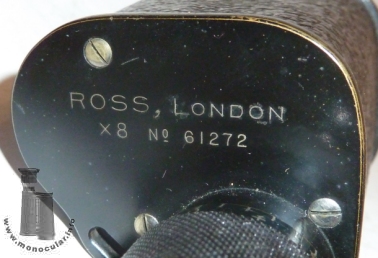 ROSS, LONDON
x8 No 61272
www.monocular.info